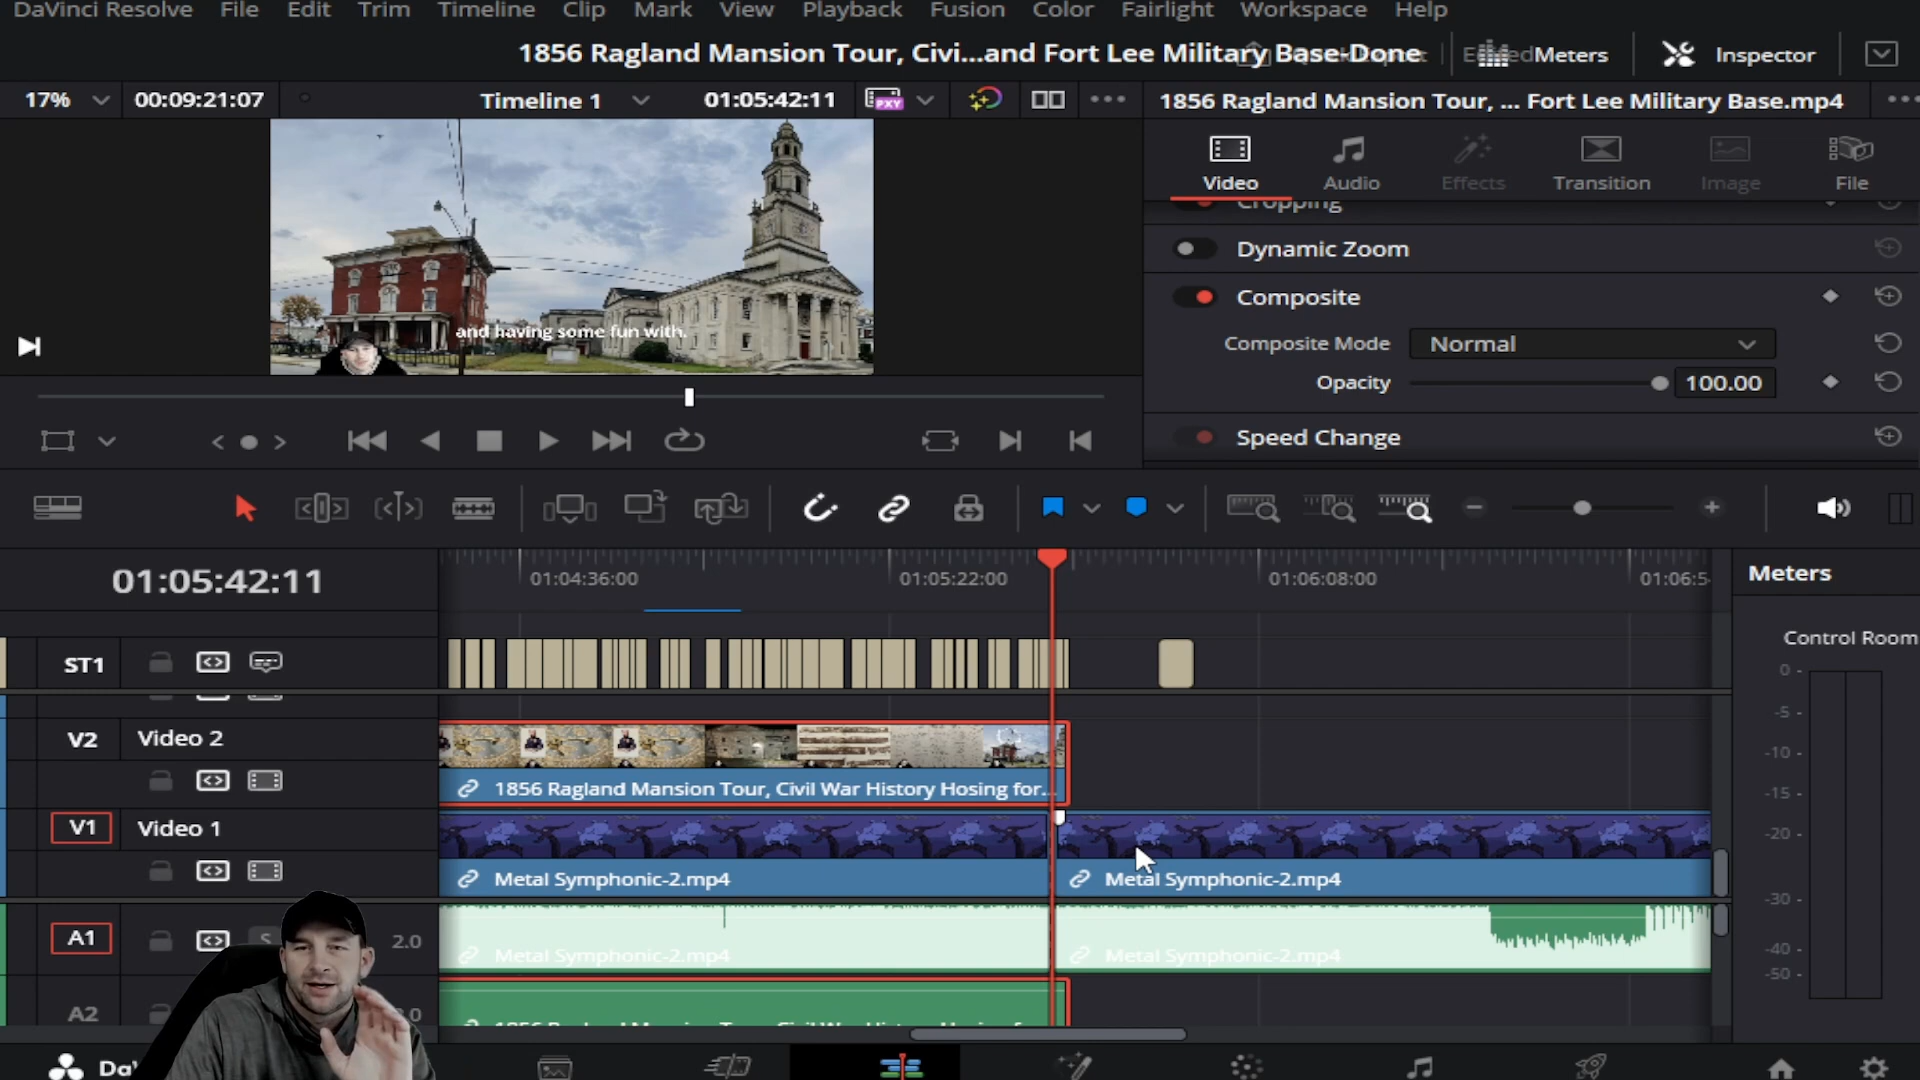 DaVinci Resolve File Edit Trim Timeline Clip Mark View Playback Fusion Color Fairlight Workspace Help
1856 Ragland Mansion Tour, Civi...and Fort Lee Military Base-Done
Meters
Inspector
17%
00:09:21:07
Timeline 1
01:05:42:11
PXY
1856 Ragland Mansion Tour, ... Fort Lee Military Base.mp4
Video
Audio
Effects
Transition
Image
File
Cropping
Dynamic Zoom
Composite
Composite Mode Normal
Opacity 100.00
Speed Change
and having some fun with.
01:05:42:11
01:04:36:00
01:05:22:00
01:06:08:00
01:06:5
Meters
Control Room
0
-5
-10
-15
-20
-30
-40
-50
ST1
V2 Video 2
1856 Ragland Mansion Tour, Civil War History Hosing for...
V1 Video 1
Metal Symphonic-2.mp4
Metal Symphonic-2.mp4
A1 S 2.0
Metal Symphonic-2.mp4
Metal Symphonic-2.mp4
A2